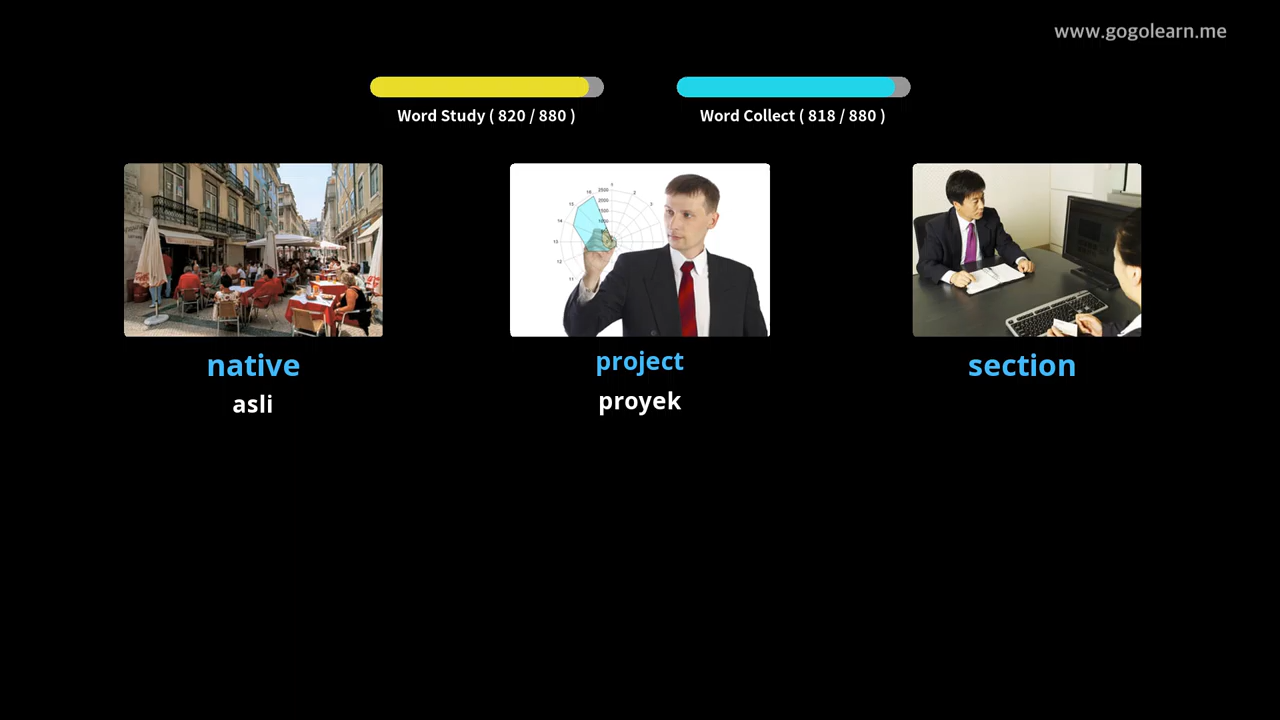 www.gogolearn.me
Word Study ( 820 / 880 )
Word Collect ( 818 / 880 )
native
project
section
asli
proyek